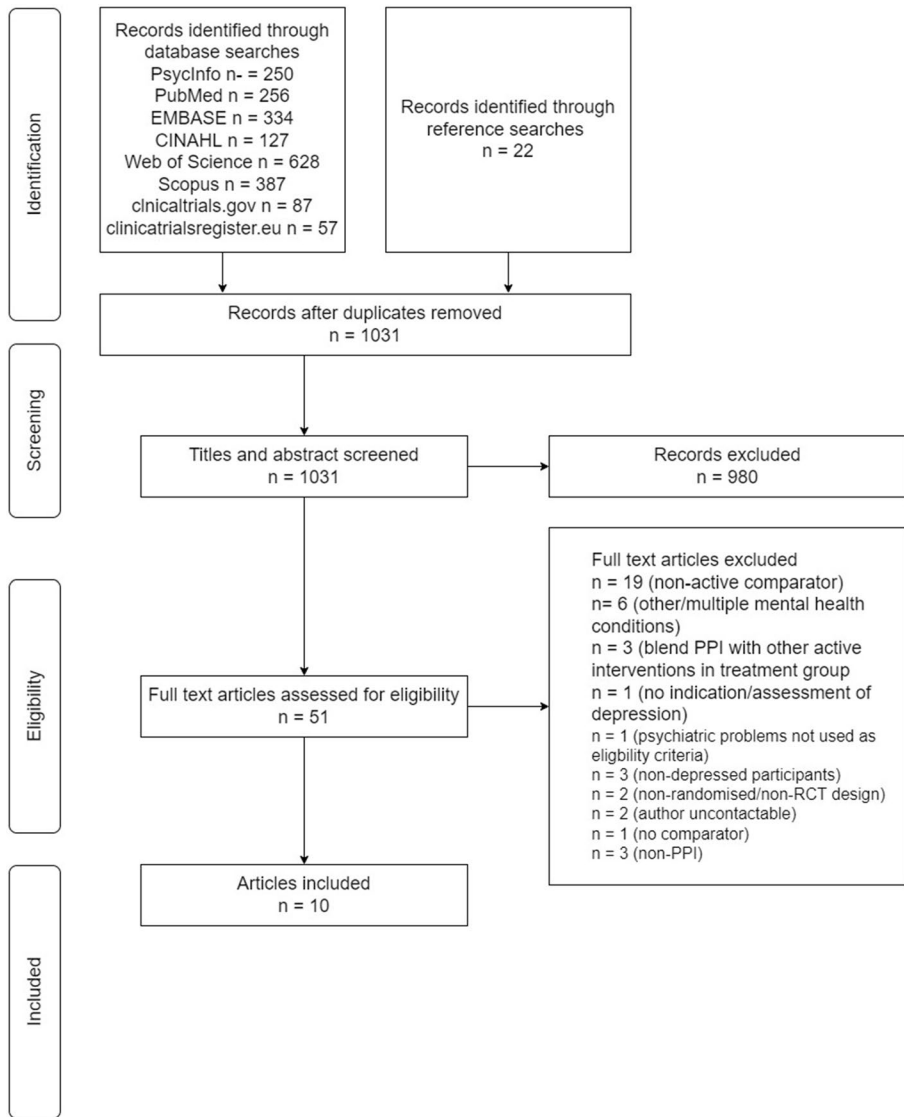 Identification
Records identified through
database searches
PsycInfo n- = 250
PubMed n = 256
EMBASE n = 334
CINAHL n = 127
Web of Science n = 628
Scopus n = 387
clnicaltrials.gov n = 87
clinicatrialsregister.eu n = 57
Records identified through
reference searches
n = 22
Records after duplicates removed
n = 1031
Screening
Titles and abstract screened
n = 1031
Records excluded
n = 980
Eligibility
Full text articles assessed for eligibility
n = 51
Full text articles excluded
n = 19 (non-active comparator)
n= 6 (other/multiple mental health
conditions)
n = 3 (blend PPI with other active
interventions in treatment group
n = 1 (no indication/assessment of
depression)
n = 1 (psychiatric problems not used as
eligbility criteria)
n = 3 (non-depressed participants)
n = 2 (non-randomised/non-RCT design)
n = 2 (author uncontactable)
n = 1 (no comparator)
n = 3 (non-PPI)
Included
Articles included
n = 10